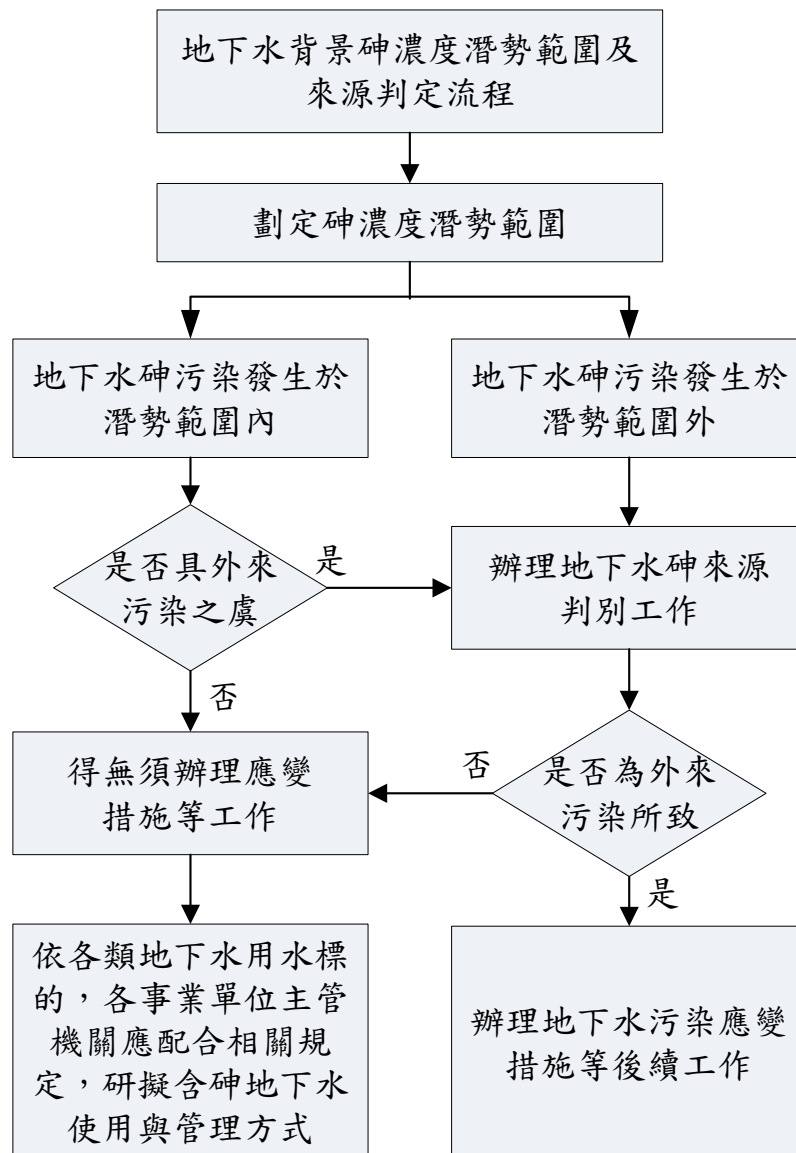 地下水背景砷濃度潛勢範圍及
來源判定流程
劃定砷濃度潛勢範圍
地下水砷污染發生於
潛勢範圍內
地下水砷污染發生於
潛勢範圍外
是否具外來
污染之虞
是
辦理地下水砷來源
判別工作
否
得無須辦理應變
措施等工作
否
是否為外來
污染所致
是
依各類地下水用水標
的，各事業單位主管
機關應配合相關規
定，研擬含砷地下水
使用與管理方式
辦理地下水污染應變
措施等後續工作